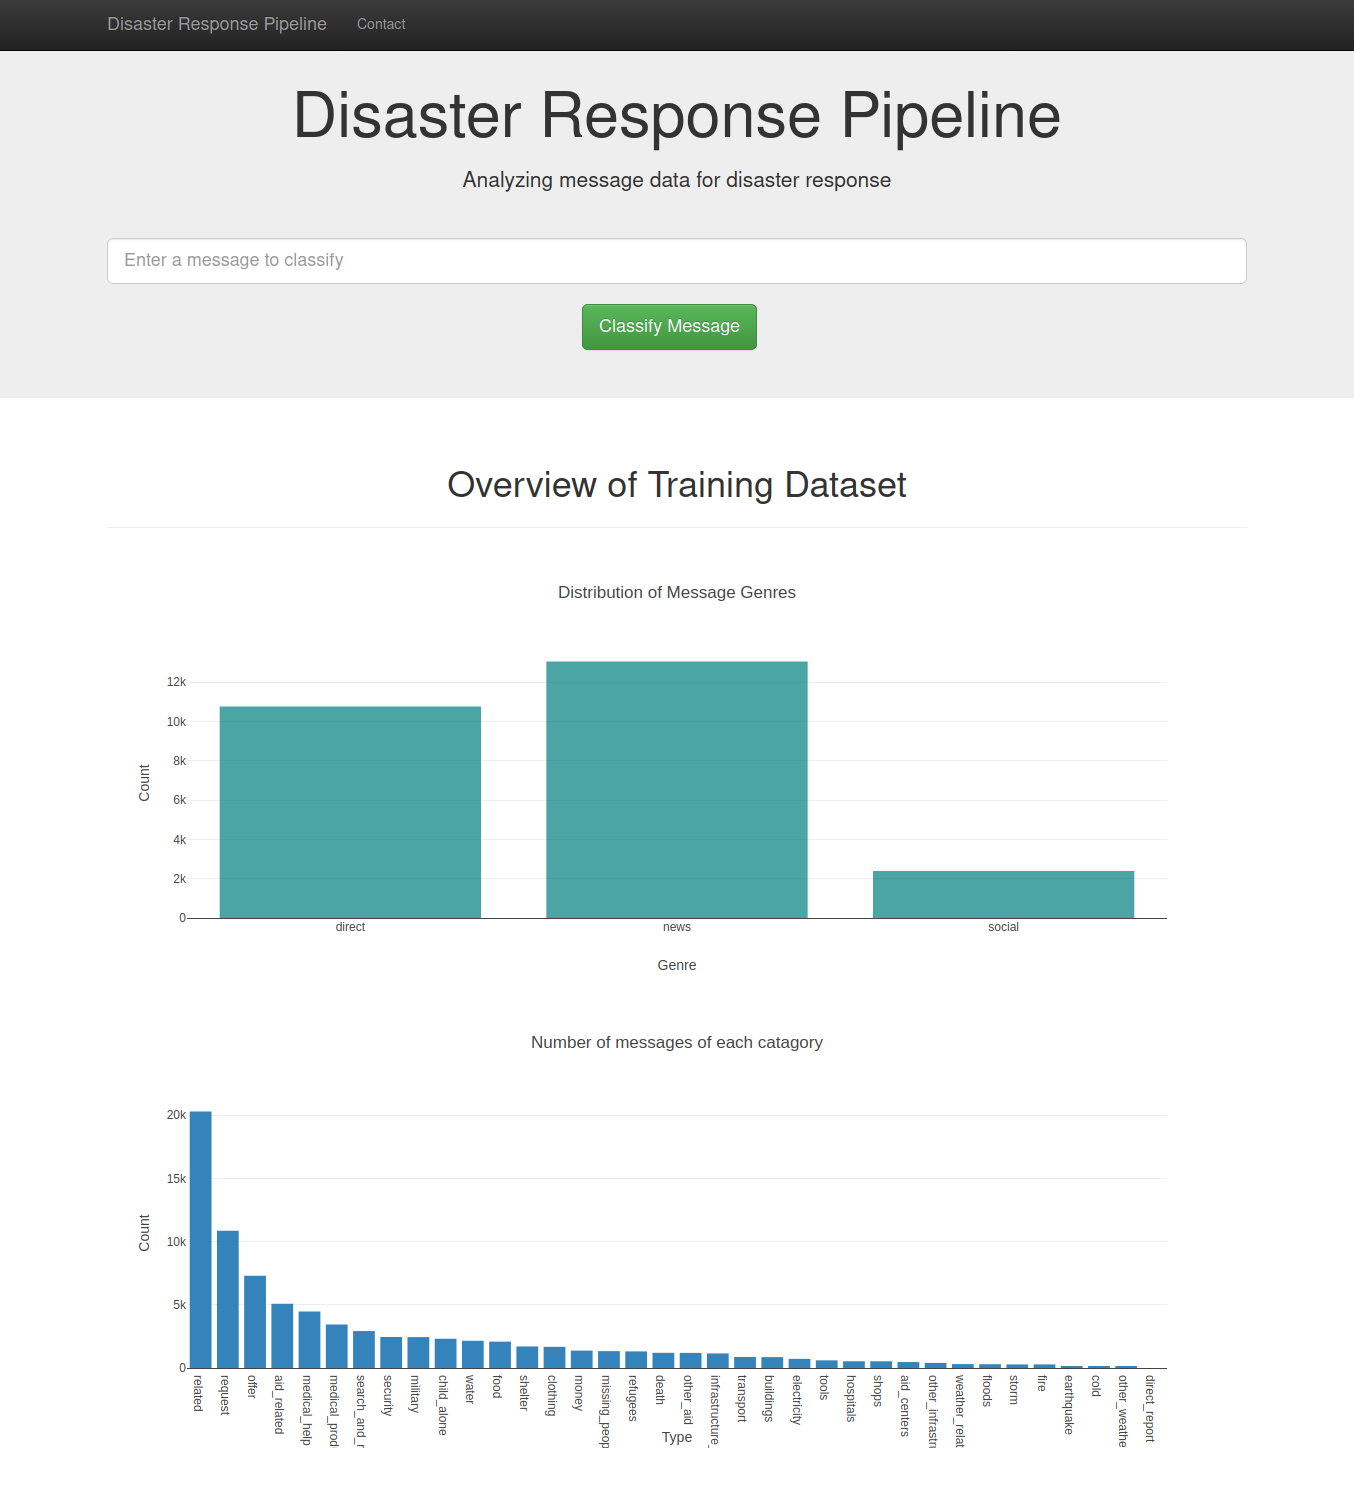 Disaster Response Pipeline Contact
Disaster Response Pipeline
Analyzing message data for disaster response
Enter a message to classify
Classify Message
Overview of Training Dataset
Distribution of Message Genres
12k
10k
8k
6k
4k
2k
0
Count
direct news social
Genre
Number of messages of each catagory
20k
15k
10k
5k
0
Count
related
request
offer
aid_related
medical_help
medical_prod
search_and_r
security
military
child_alone
water
food
shelter
clothing
money
missing_peop
refugees
death
other_aid
infrastructure_
transport
buildings
electricity
tools
hospitals
shops
aid_centers
other_infrastru
weather_relat
floods
storm
fire
earthquake
cold
other_weathe
direct_report
Type